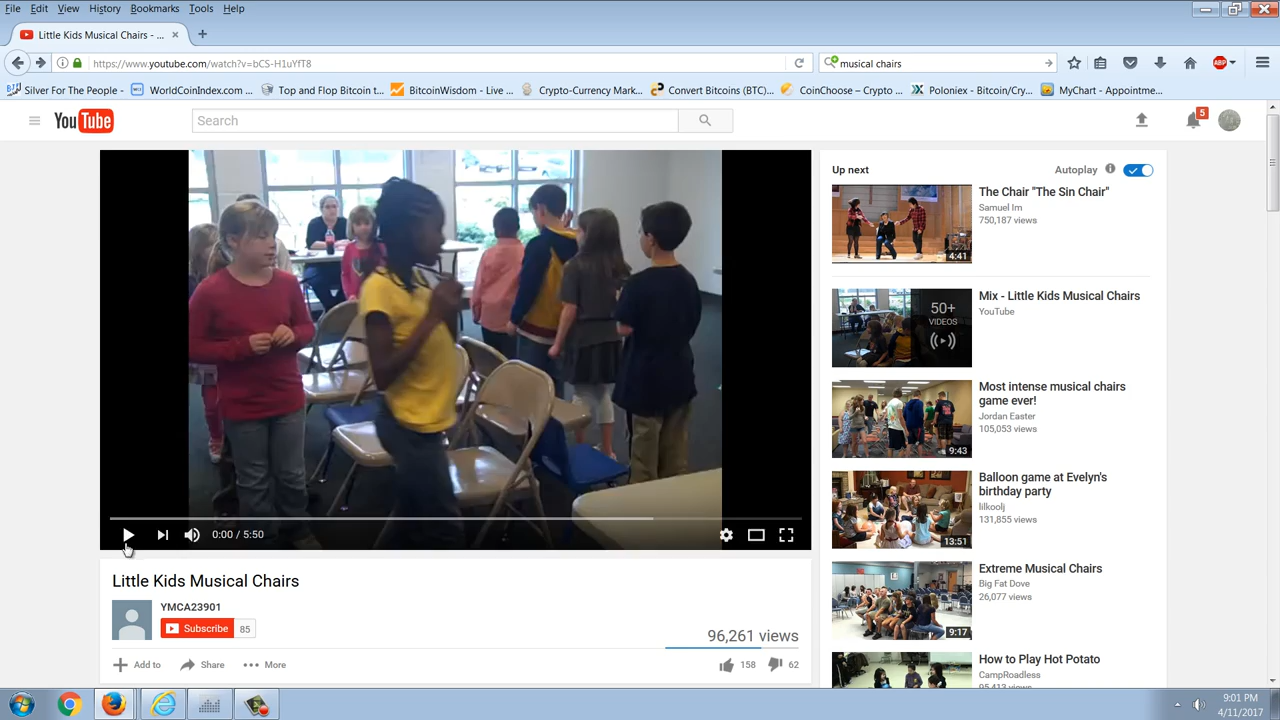 File Edit View History Bookmarks Tools Help
Little Kids Musical Chairs - ...
https://www.youtube.com/watch?v=bCS-H1uYfT8
musical chairs
ABP
Silver For The People - ...
WorldCoinIndex.com ...
Top and Flop Bitcoin t...
BitcoinWisdom - Live ...
Crypto-Currency Mark...
Convert Bitcoins (BTC)...
CoinChoose – Crypto ...
Poloniex - Bitcoin/Cry...
MyChart - Appointme...
YouTube
Search
5
Up next
Autoplay
The Chair "The Sin Chair"
Samuel Im
750,187 views
4:41
Mix - Little Kids Musical Chairs
YouTube
50+
VIDEOS
Most intense musical chairs
game ever!
Jordan Easter
105,053 views
9:43
Balloon game at Evelyn's
birthday party
lilkoolj
131,855 views
13:51
Extreme Musical Chairs
Big Fat Dove
26,077 views
9:17
How to Play Hot Potato
CampRoadless
95,413 views
0:00 / 5:50
Little Kids Musical Chairs
YMCA23901
Subscribe 85
96,261 views
Add to Share More
158 62
9:01 PM
4/11/2017